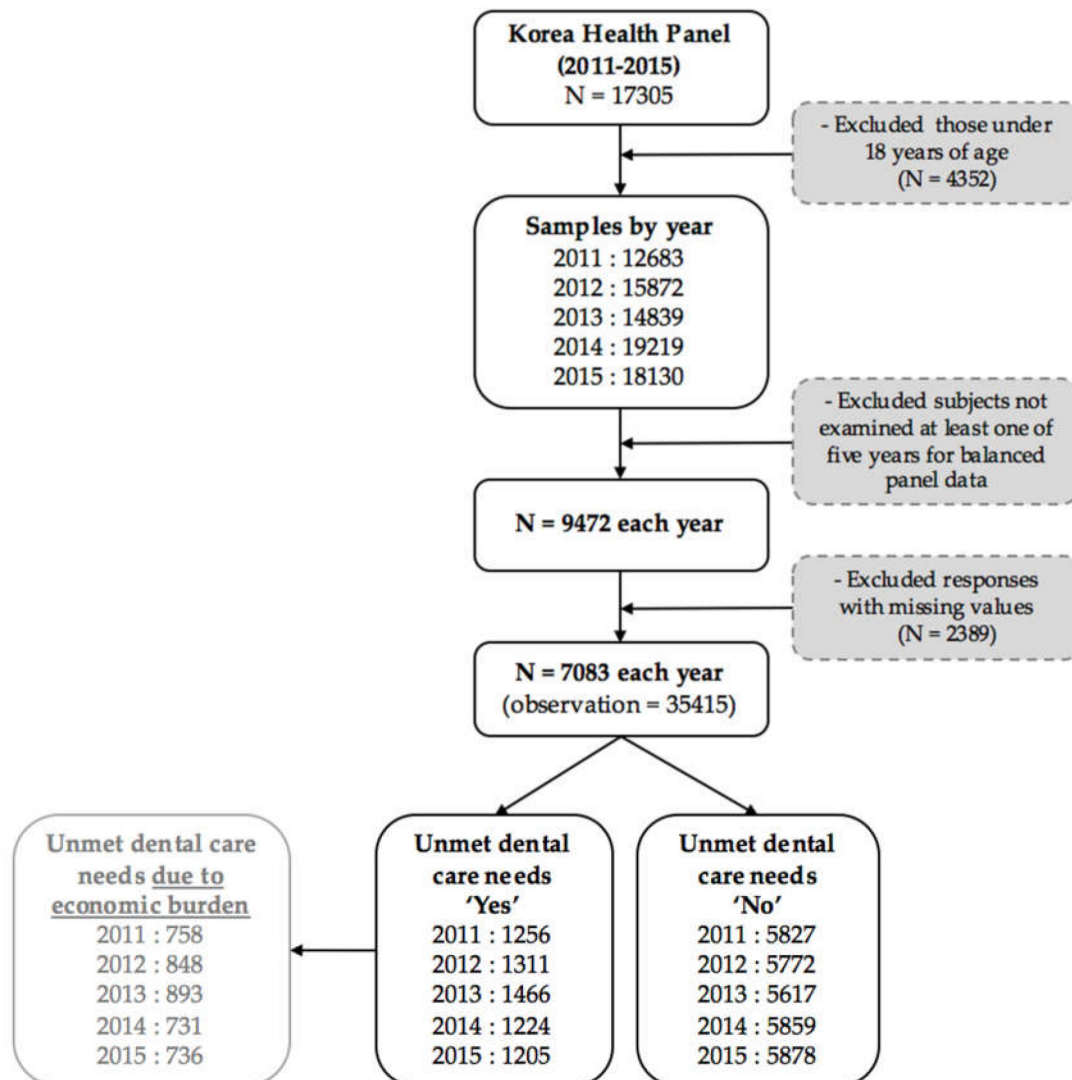 Korea Health Panel
(2011-2015)
N = 17305
- Excluded those under
18 years of age
(N = 4352)
Samples by year
2011 : 12683
2012 : 15872
2013 : 14839
2014 : 19219
2015 : 18130
- Excluded subjects not
examined at least one of
five years for balanced
panel data
N = 9472 each year
- Excluded responses
with missing values
(N = 2389)
N = 7083 each year
(observation = 35415)
Unmet dental care
needs due to
economic burden
2011 : 758
2012 : 848
2013 : 893
2014 : 731
2015 : 736
Unmet dental
care needs
‘Yes’
2011 : 1256
2012 : 1311
2013 : 1466
2014 : 1224
2015 : 1205
Unmet dental
care needs
‘No’
2011 : 5827
2012 : 5772
2013 : 5617
2014 : 5859
2015 : 5878